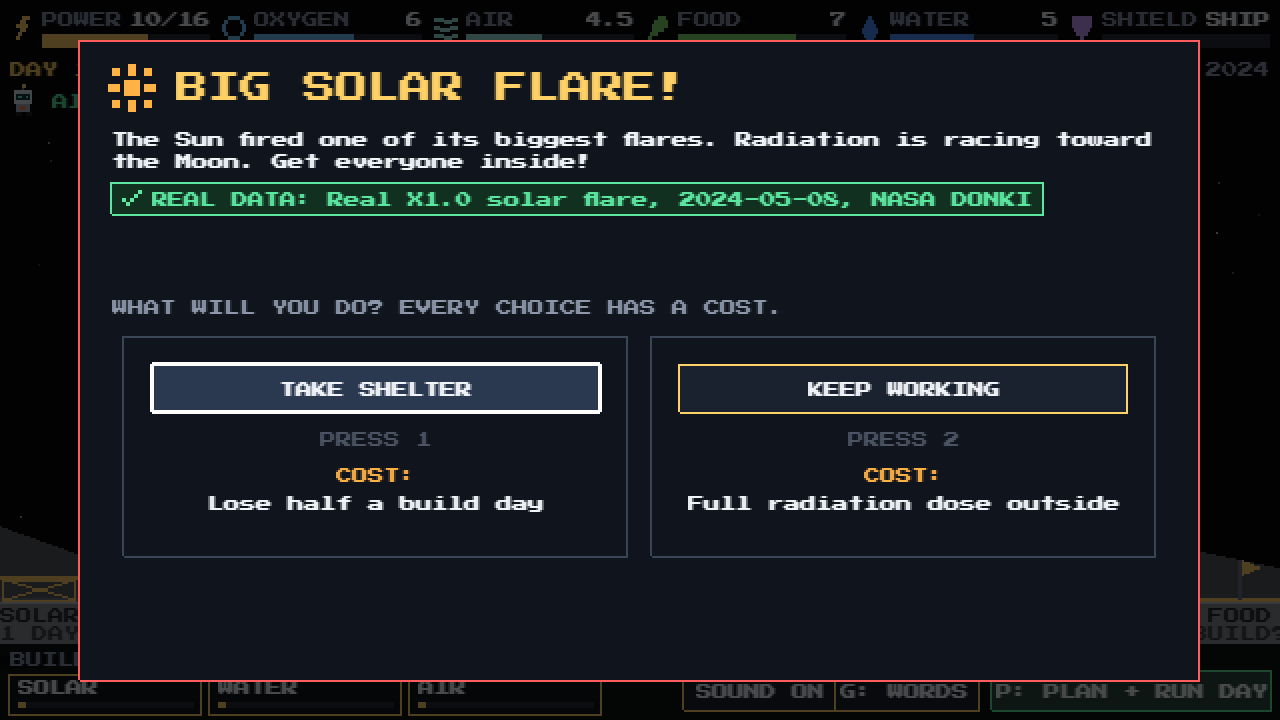 POWER 10/16 OXYGEN 6 AIR 4.5 FOOD 7 WATER 5 SHIELD SHIP
DAY 2024
BIG SOLAR FLARE!
The Sun fired one of its biggest flares. Radiation is racing toward
the Moon. Get everyone inside!
✓ REAL DATA: Real X1.0 solar flare, 2024-05-08, NASA DONKI
WHAT WILL YOU DO? EVERY CHOICE HAS A COST.
TAKE SHELTER
PRESS 1
COST:
Lose half a build day
KEEP WORKING
PRESS 2
COST:
Full radiation dose outside
SOLAR
1 DAY
FOOD
BUILD?
SOLAR
WATER
AIR
SOUND ON
G: WORDS
P: PLAN + RUN DAY